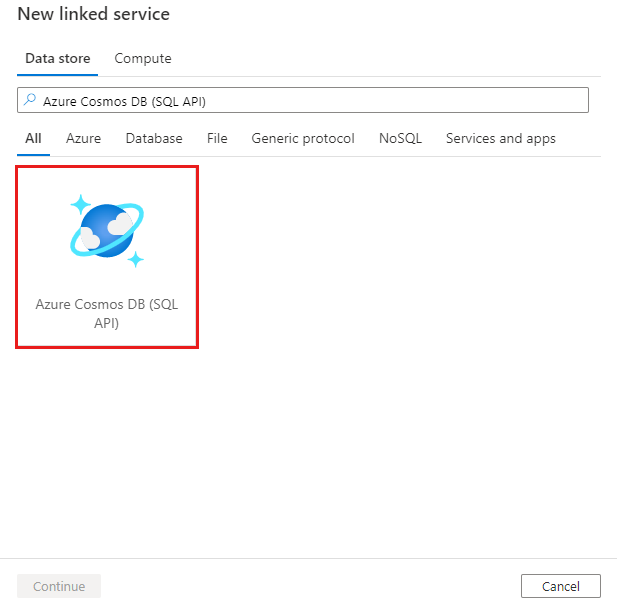 New linked service
Data store Compute
Azure Cosmos DB (SQL API)
All Azure Database File Generic protocol NoSQL Services and apps
Azure Cosmos DB (SQL
API)
Continue Cancel